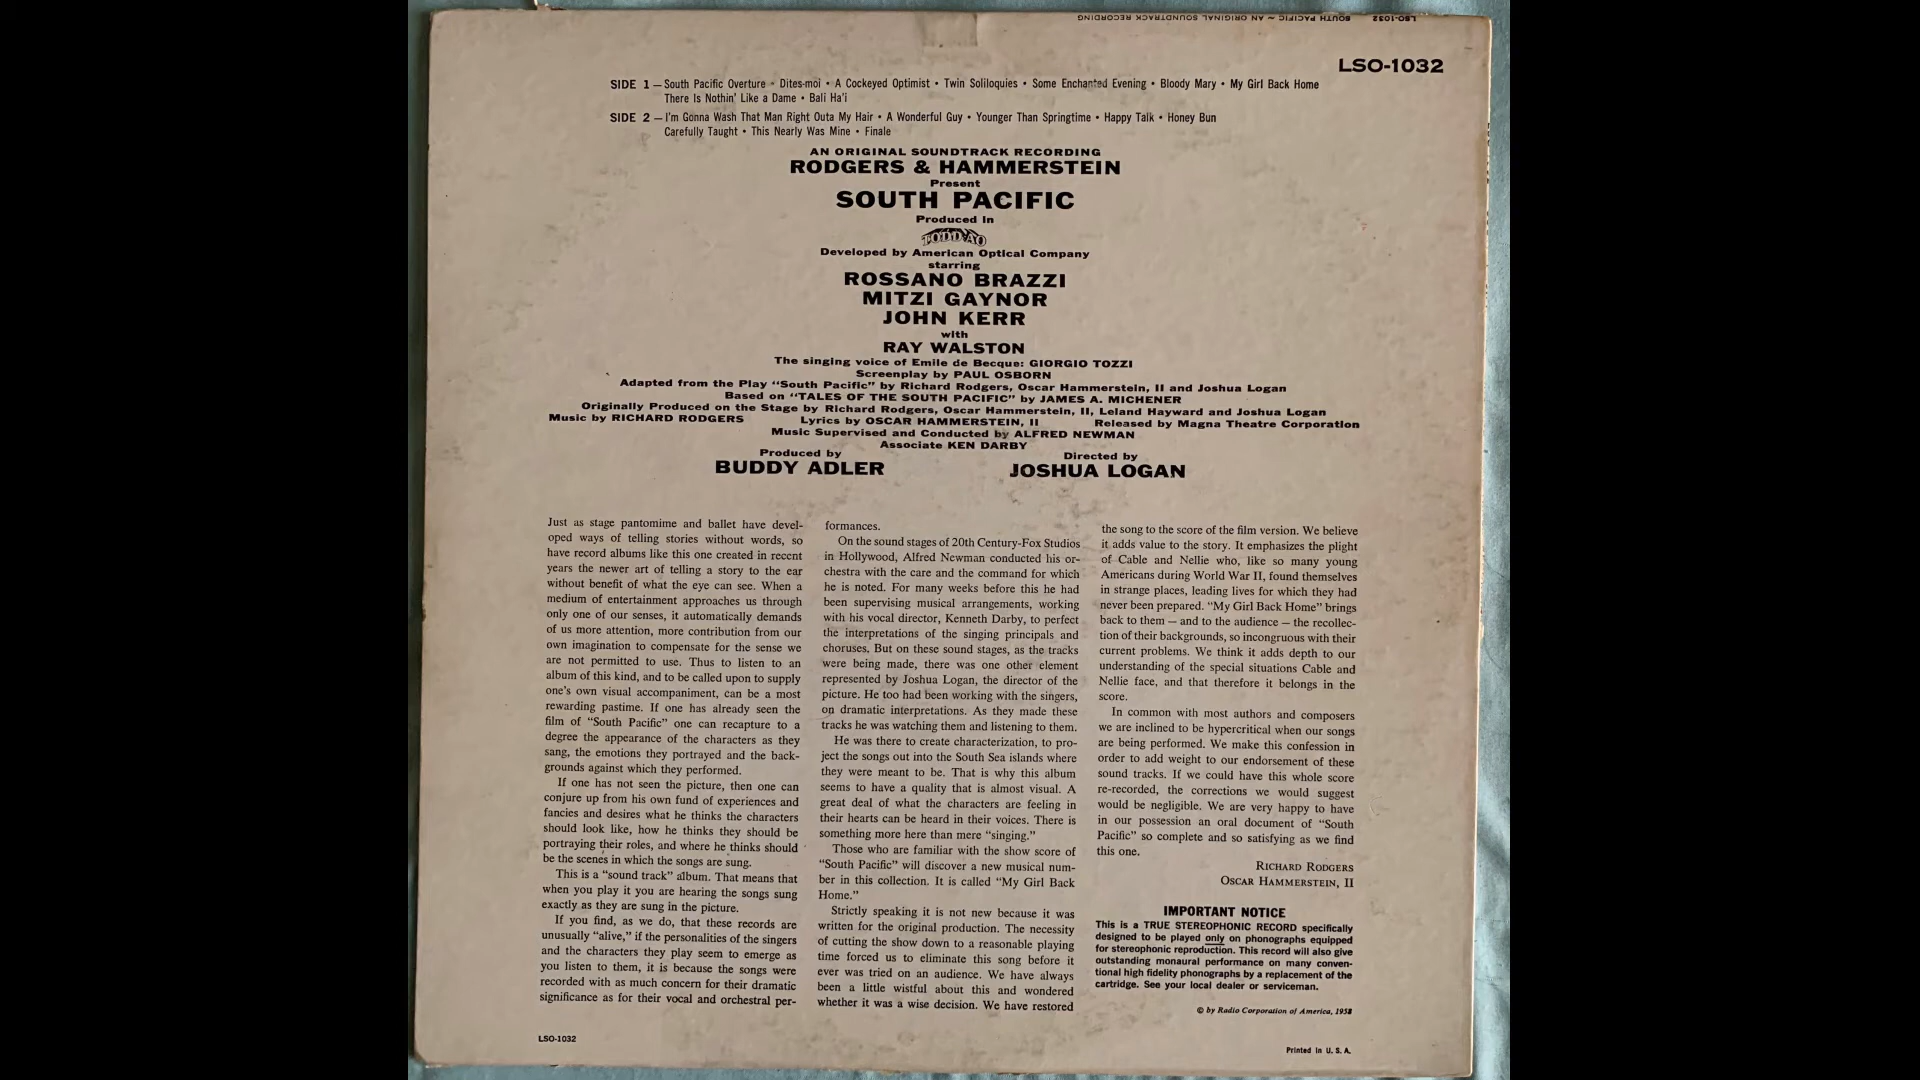 LSO-1032 SOUTH PACIFIC ~ AN ORIGINAL SOUNDTRACK RECORDING
LSO-1032
SIDE 1 — South Pacific Overture • Dites-moi • A Cockeyed Optimist • Twin Soliloquies • Some Enchanted Evening • Bloody Mary • My Girl Back Home
There Is Nothin' Like a Dame • Bali Ha'i
SIDE 2 — I'm Gonna Wash That Man Right Outa My Hair • A Wonderful Guy • Younger Than Springtime • Happy Talk • Honey Bun
Carefully Taught • This Nearly Was Mine • Finale
AN ORIGINAL SOUNDTRACK RECORDING
RODGERS & HAMMERSTEIN
Present
SOUTH PACIFIC
Produced In
TODD-AO
Developed by American Optical Company
starring
ROSSANO BRAZZI
MITZI GAYNOR
JOHN KERR
with
RAY WALSTON
The singing voice of Emile de Becque: GIORGIO TOZZI
Screenplay by PAUL OSBORN
Adapted from the Play "South Pacific" by Richard Rodgers, Oscar Hammerstein, II and Joshua Logan
Based on "TALES OF THE SOUTH PACIFIC" by JAMES A. MICHENER
Originally Produced on the Stage by Richard Rodgers, Oscar Hammerstein, II, Leland Hayward and Joshua Logan
Music by RICHARD RODGERS Lyrics by OSCAR HAMMERSTEIN, II Released by Magna Theatre Corporation
Music Supervised and Conducted by ALFRED NEWMAN
Associate KEN DARBY
Produced by
BUDDY ADLER
Directed by
JOSHUA LOGAN
Just as stage pantomime and ballet have devel-
oped ways of telling stories without words, so
have record albums like this one created in recent
years the newer art of telling a story to the ear
without benefit of what the eye can see. When a
medium of entertainment approaches us through
only one of our senses, it automatically demands
of us more attention, more contribution from our
own imagination to compensate for the sense we
are not permitted to use. Thus to listen to an
album of this kind, and to be called upon to supply
one's own visual accompaniment, can be a most
rewarding pastime. If one has already seen the
film of "South Pacific" one can recapture to a
degree the appearance of the characters as they
sang, the emotions they portrayed and the back-
grounds against which they performed.
If one has not seen the picture, then one can
conjure up from his own fund of experiences and
fancies and desires what he thinks the characters
should look like, how he thinks they should be
portraying their roles, and where he thinks should
be the scenes in which the songs are sung.
This is a "sound track" album. That means that
when you play it you are hearing the songs sung
exactly as they are sung in the picture.
If you find, as we do, that these records are
unusually "alive," if the personalities of the singers
and the characters they play seem to emerge as
you listen to them, it is because the songs were
recorded with as much concern for their dramatic
significance as for their vocal and orchestral per-
formances.
On the sound stages of 20th Century-Fox Studios
in Hollywood, Alfred Newman conducted his or-
chestra with the care and the command for which
he is noted. For many weeks before this he had
been supervising musical arrangements, working
with his vocal director, Kenneth Darby, to perfect
the interpretations of the singing principals and
choruses. But on these sound stages, as the tracks
were being made, there was one other element
represented by Joshua Logan, the director of the
picture. He too had been working with the singers,
on dramatic interpretations. As they made these
tracks he was watching them and listening to them.
He was there to create characterization, to pro-
ject the songs out into the South Sea islands where
they were meant to be. That is why this album
seems to have a quality that is almost visual. A
great deal of what the characters are feeling in
their hearts can be heard in their voices. There is
something more here than mere "singing."
Those who are familiar with the show score of
"South Pacific" will discover a new musical num-
ber in this collection. It is called "My Girl Back
Home."
Strictly speaking it is not new because it was
written for the original production. The necessity
of cutting the show down to a reasonable playing
time forced us to eliminate this song before it
ever was tried on an audience. We have always
been a little wistful about this and wondered
whether it was a wise decision. We have restored
the song to the score of the film version. We believe
it adds value to the story. It emphasizes the plight
of Cable and Nellie who, like so many young
Americans during World War II, found themselves
in strange places, leading lives for which they had
never been prepared. "My Girl Back Home" brings
back to them — and to the audience — the recollec-
tion of their backgrounds, so incongruous with their
current problems. We think it adds depth to our
understanding of the special situations Cable and
Nellie face, and that therefore it belongs in the
score.
In common with most authors and composers
we are inclined to be hypercritical when our songs
are being performed. We make this confession in
order to add weight to our endorsement of these
sound tracks. If we could have this whole score
re-recorded, the corrections we would suggest
would be negligible. We are very happy to have
in our possession an oral document of "South
Pacific" so complete and so satisfying as we find
this one.
RICHARD RODGERS
OSCAR HAMMERSTEIN, II
IMPORTANT NOTICE
This is a TRUE STEREOPHONIC RECORD specifically
designed to be played only on phonographs equipped
for stereophonic reproduction. This record will also give
outstanding monaural performance on many conven-
tional high fidelity phonographs by a replacement of the
cartridge. See your local dealer or serviceman.
© by Radio Corporation of America, 1958
LSO-1032
Printed in U. S. A.